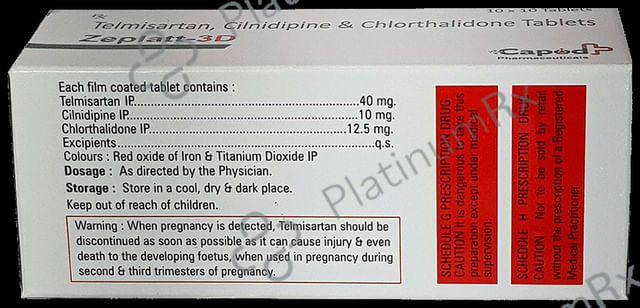 Rx
10 x 10 Tablets
Telmisartan, Cilnidipine & Chlorthalidone Tablets
Zeplatt-3D
Caped
Pharmaceuticals
Each film coated tablet contains :
Telmisartan IP..........................................40 mg.
Cilnidipine IP...........................................10 mg.
Chlorthalidone IP....................................12.5 mg.
Excipients................................................q.s.
Colours : Red oxide of Iron & Titanium Dioxide IP
Dosage : As directed by the Physician.
Storage : Store in a cool, dry & dark place.
Keep out of reach of children.
Warning : When pregnancy is detected, Telmisartan should be
discontinued as soon as possible as it can cause injury & even
death to the developing foetus, when used in pregnancy during
second & third trimesters of pregnancy.
SCHEDULE G PRESCRIPTION DRUG-
CAUTION It is dangerous to take this
preparation except under medical
supervision.
SCHEDULE H PRESCRIPTION DRUG
CAUTION : Not to be sold by retail
without the prescription of a Registered
Medical Practitioner.
PlatinumRx
PlatinumRx